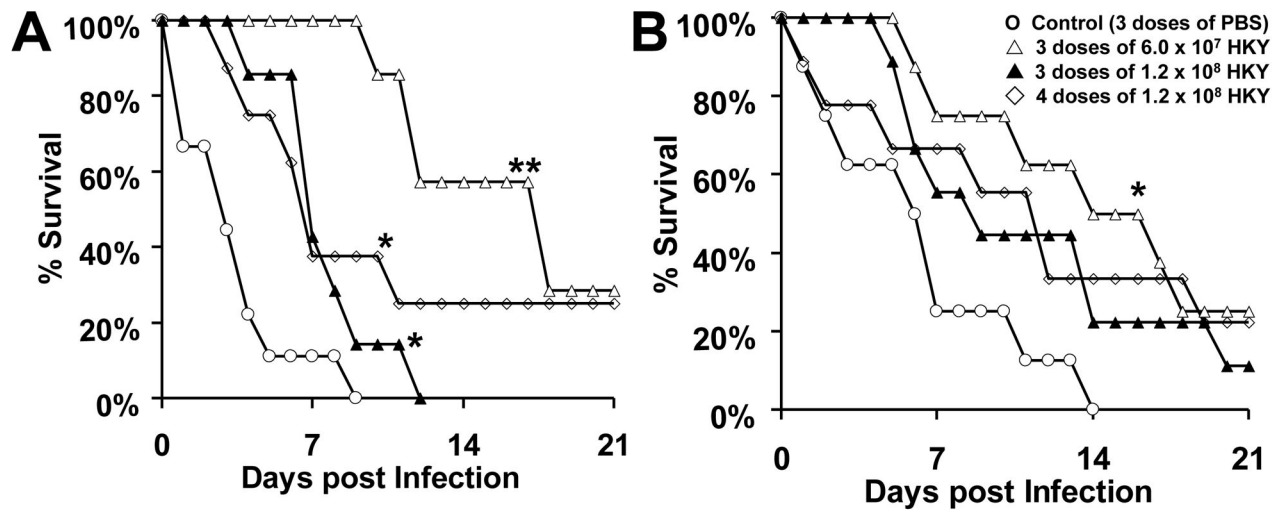 A
100%
80%
60%
40%
20%
0%
% Survival
0 7 14 21
Days post Infection
**
*
*
B
100%
80%
60%
40%
20%
0%
% Survival
0 7 14 21
Days post Infection
*
O Control (3 doses of PBS)
△ 3 doses of 6.0 x 10⁷ HKY
▲ 3 doses of 1.2 x 10⁸ HKY
◇ 4 doses of 1.2 x 10⁸ HKY